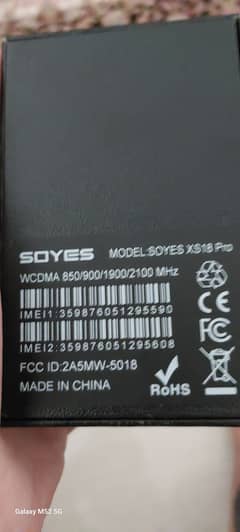 SOYES MODEL:SOYES XS18 Pro
WCDMA 850/900/1900/2100 MHz
IMEI1:359876051295590
IMEI2:359876051295608
FCC ID:2A5MW-5018
MADE IN CHINA
CE
FC
RoHS
Galaxy M52 5G